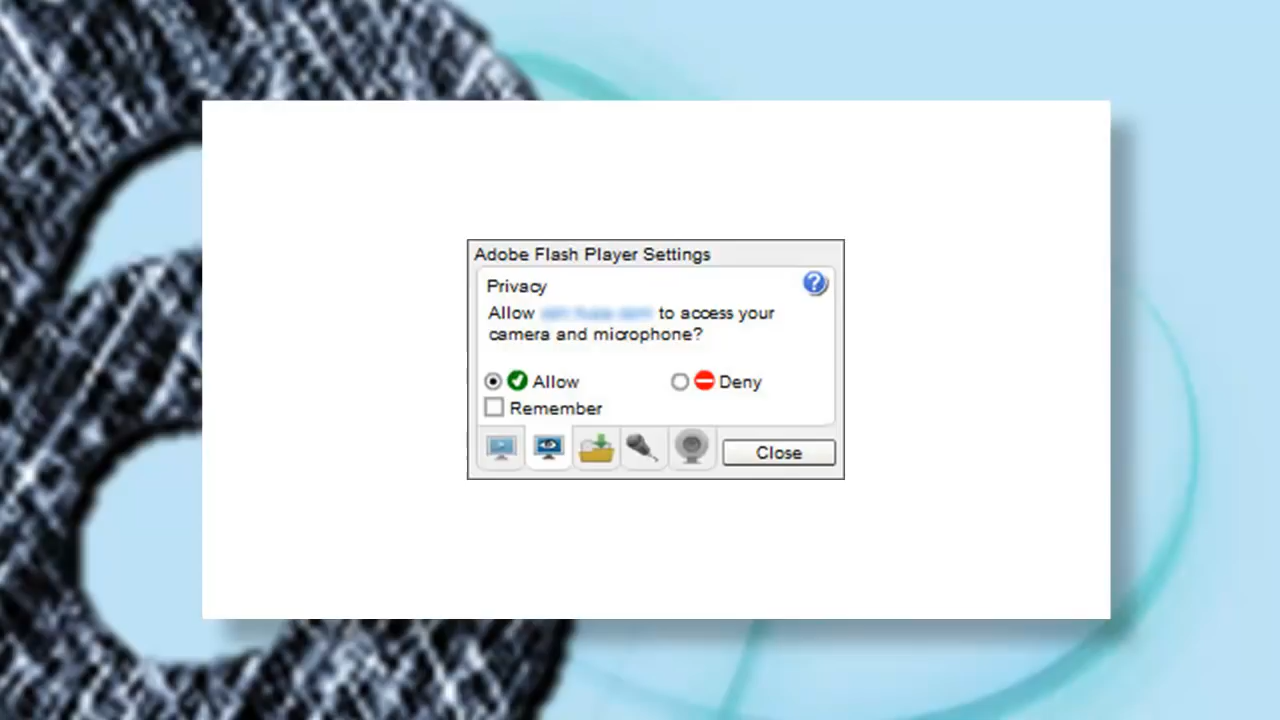 Adobe Flash Player Settings
Privacy
Allow to access your
camera and microphone?
Allow
Deny
Remember
Close